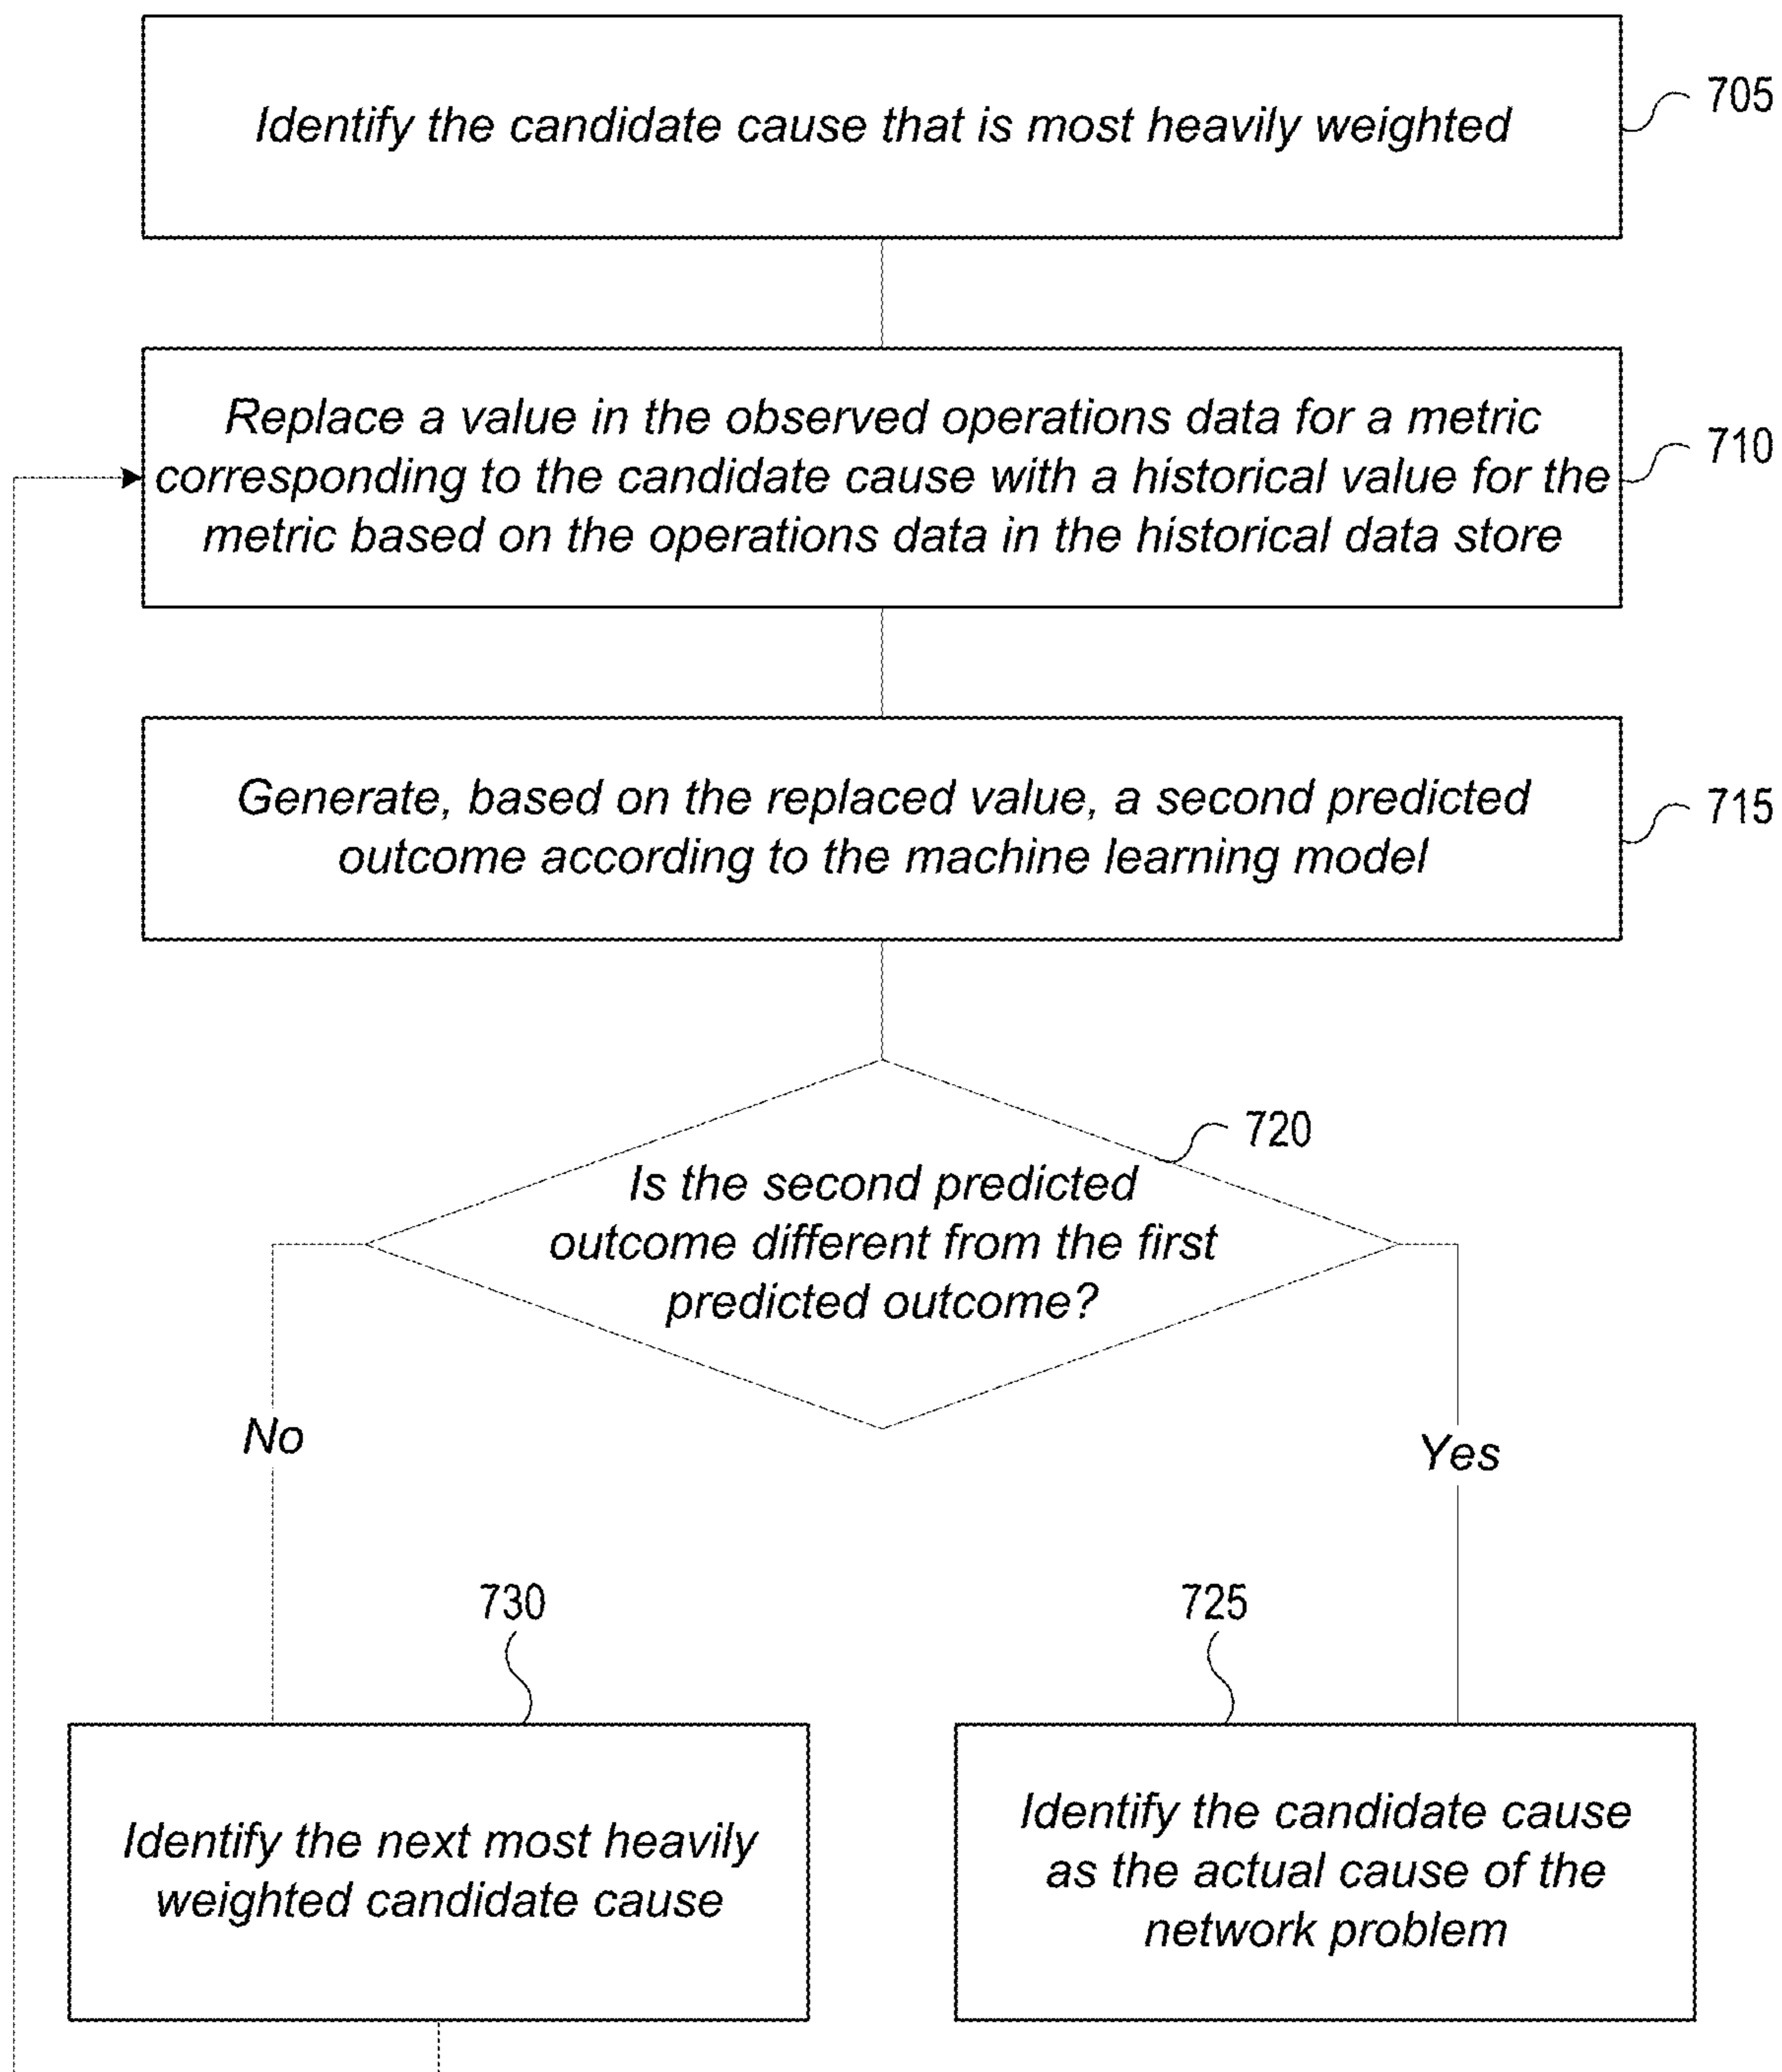 Identify the candidate cause that is most heavily weighted
705
Replace a value in the observed operations data for a metric
corresponding to the candidate cause with a historical value for the
metric based on the operations data in the historical data store
710
Generate, based on the replaced value, a second predicted
outcome according to the machine learning model
715
720
Is the second predicted
outcome different from the first
predicted outcome?
No
Yes
730
725
Identify the next most heavily
weighted candidate cause
Identify the candidate cause
as the actual cause of the
network problem